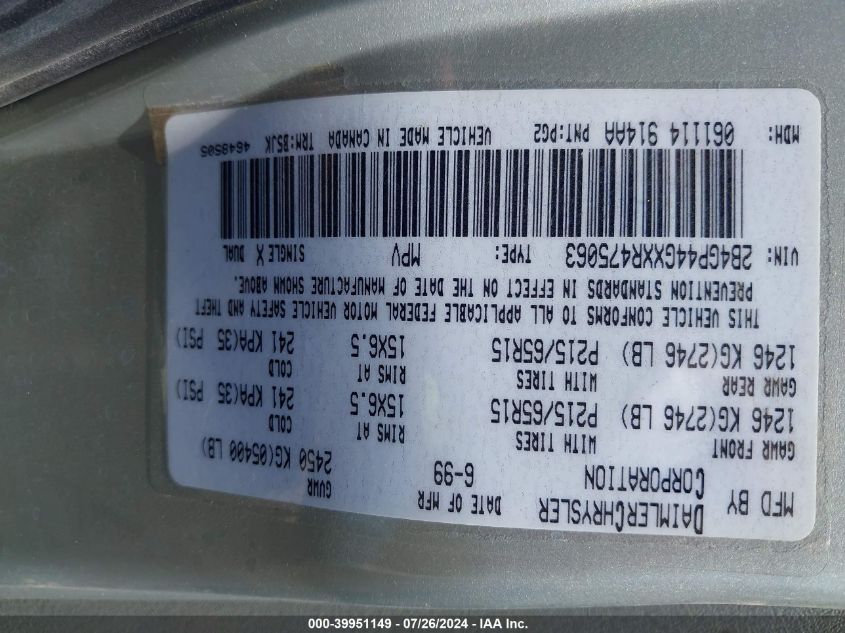 MFD BY DAIMLERCHRYSLER CORPORATION DATE OF MFR 6-99 GVWR 2450 KG(05400 LB)
GAWR FRONT WITH TIRES RIMS AT COLD
1246 KG(2746 LB) P215/65R15 15X6.5 241 KPA(35 PSI)
GAWR REAR WITH TIRES RIMS AT COLD
1246 KG(2746 LB) P215/65R15 15X6.5 241 KPA(35 PSI)
THIS VEHICLE CONFORMS TO ALL APPLICABLE FEDERAL MOTOR VEHICLE SAFETY AND THEFT
PREVENTION STANDARDS IN EFFECT ON THE DATE OF MANUFACTURE SHOWN ABOVE.
VIN: 2B4GP44GXXR475063 TYPE: MPV SINGLE X DUAL
MDH: 061114 914AA PNT:PG2 VEHICLE MADE IN CANADA TRM:BSJK 4649505
000-39951149 - 07/26/2024 - IAA Inc.